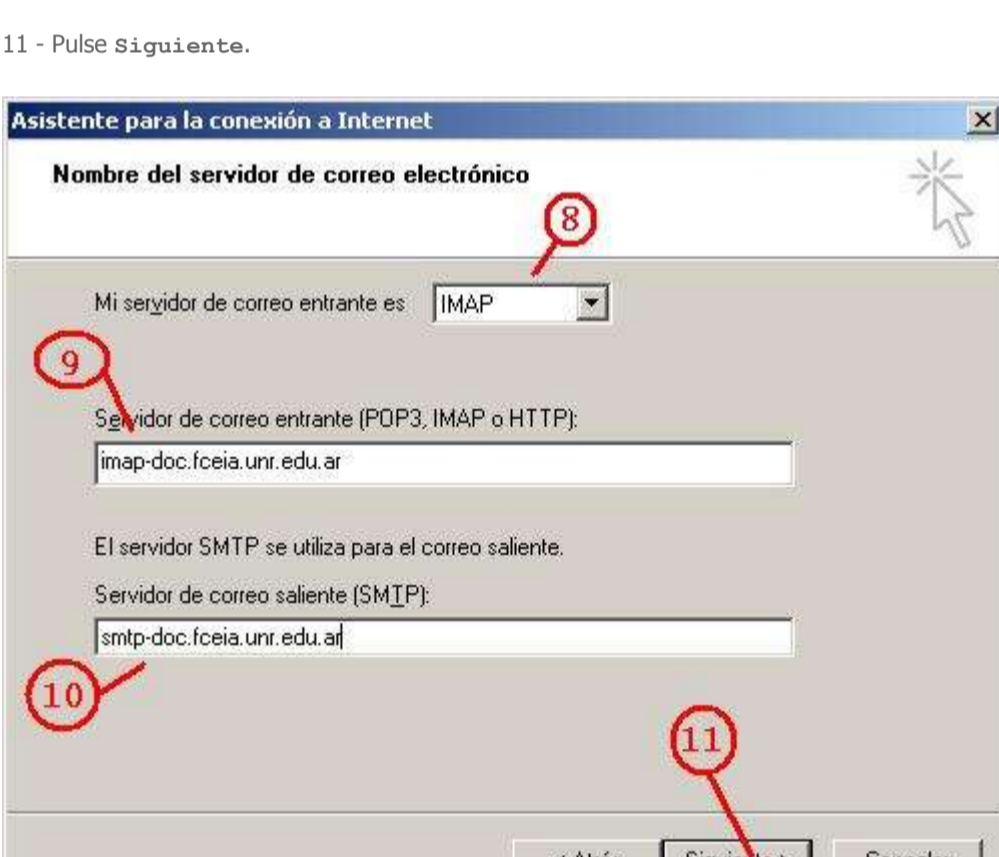 11 - Pulse Siguiente.
Asistente para la conexión a Internet
Nombre del servidor de correo electrónico
8
Mi servidor de correo entrante es IMAP
9
Servidor de correo entrante (POP3, IMAP o HTTP):
imap-doc.fceia.unr.edu.ar
El servidor SMTP se utiliza para el correo saliente.
Servidor de correo saliente (SMTP):
smtp-doc.fceia.unr.edu.ar
10
11